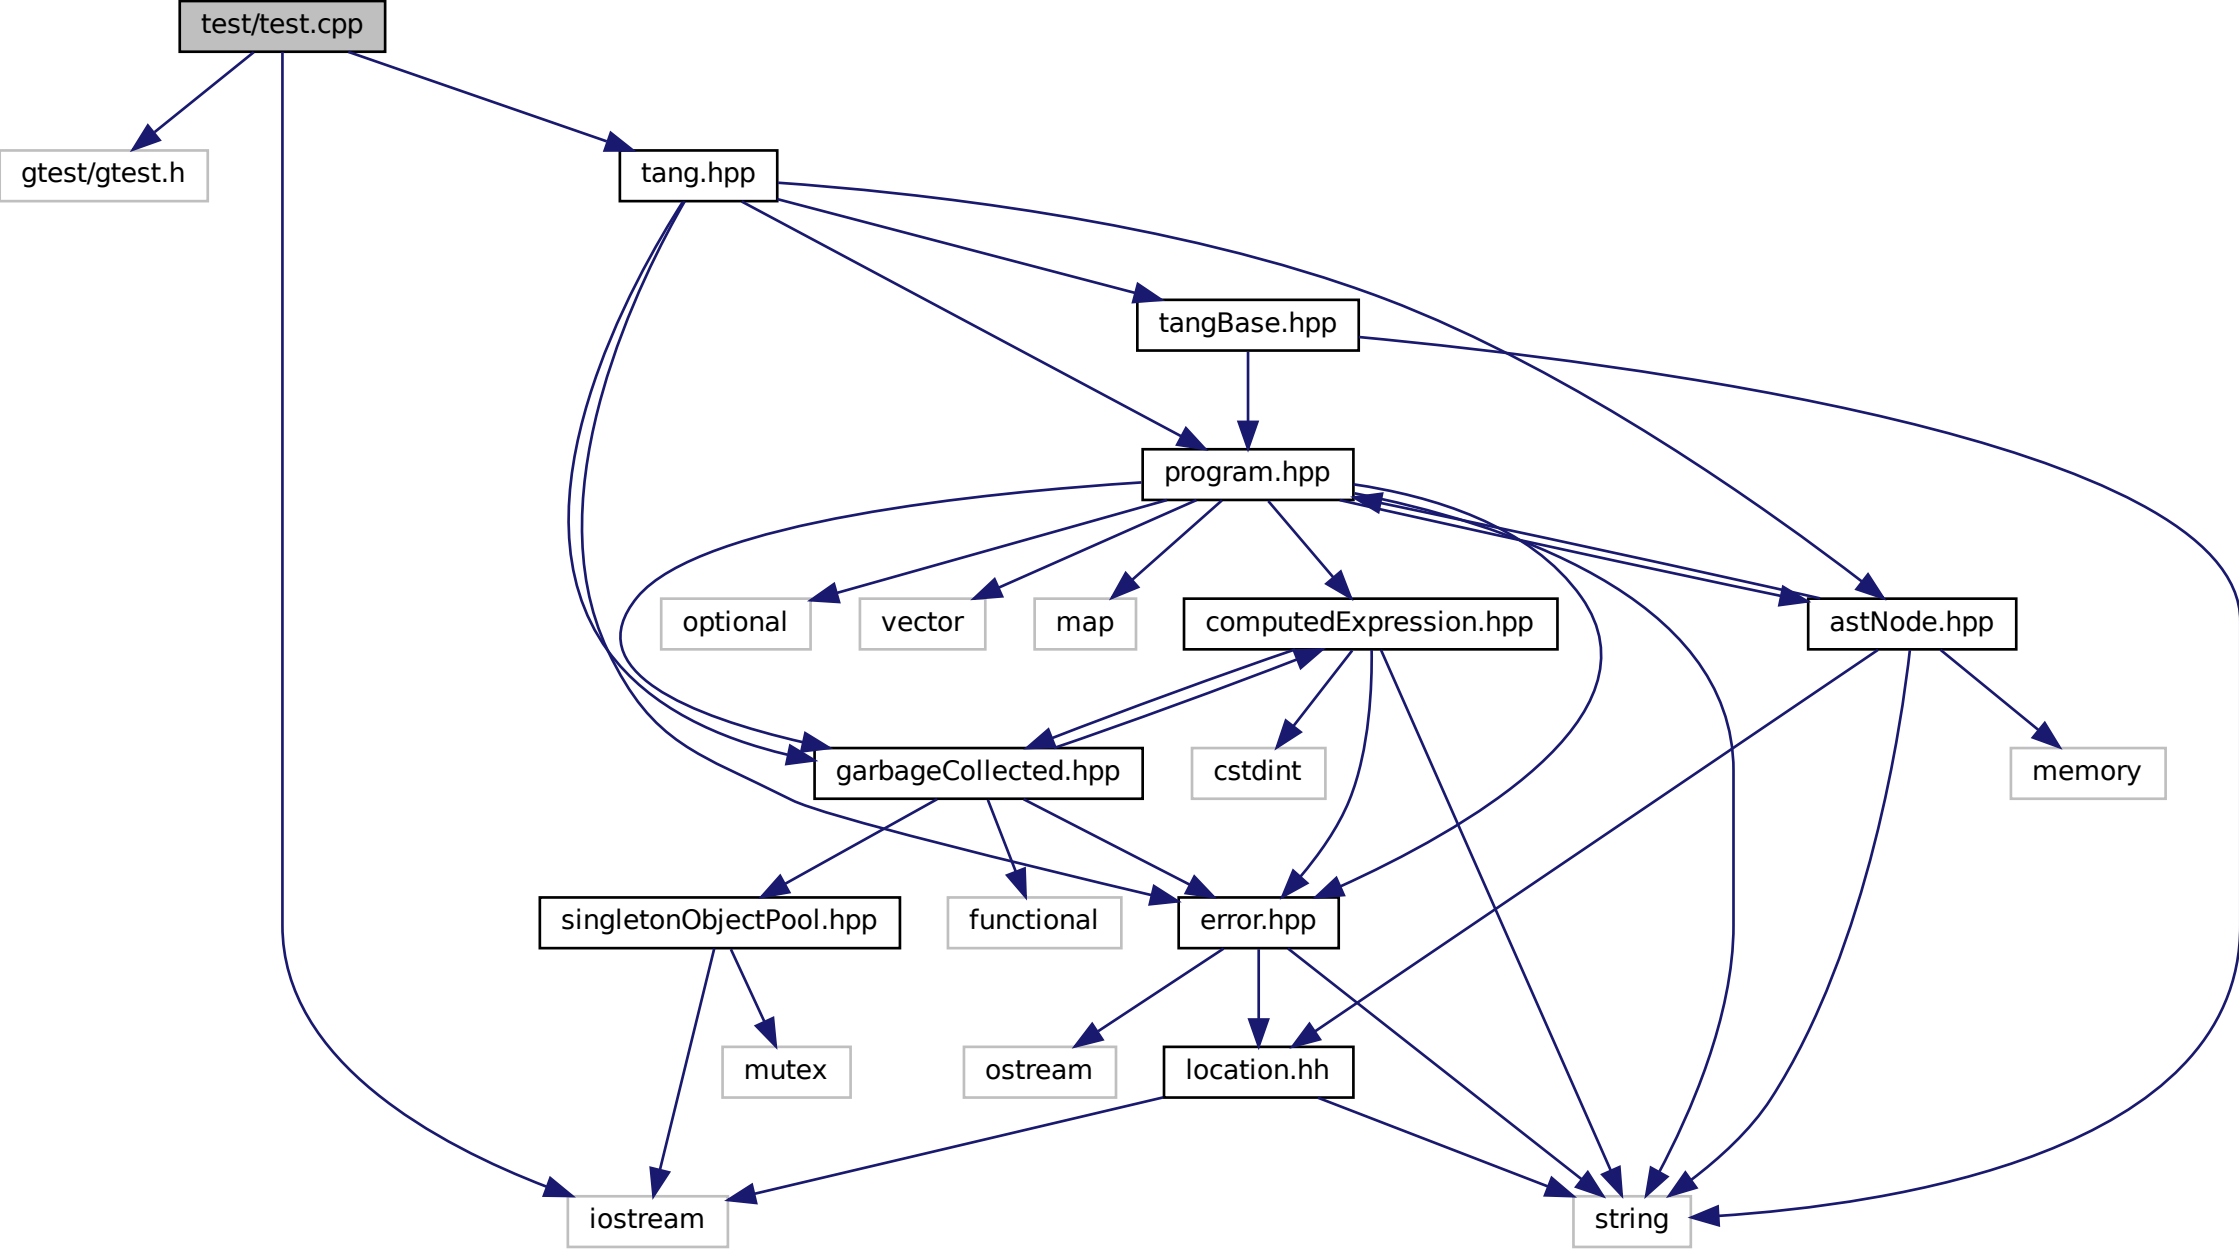 test/test.cpp
gtest/gtest.h
tang.hpp
tangBase.hpp
program.hpp
optional
vector
map
computedExpression.hpp
astNode.hpp
garbageCollected.hpp
cstdint
memory
singletonObjectPool.hpp
functional
error.hpp
mutex
ostream
location.hh
iostream
string